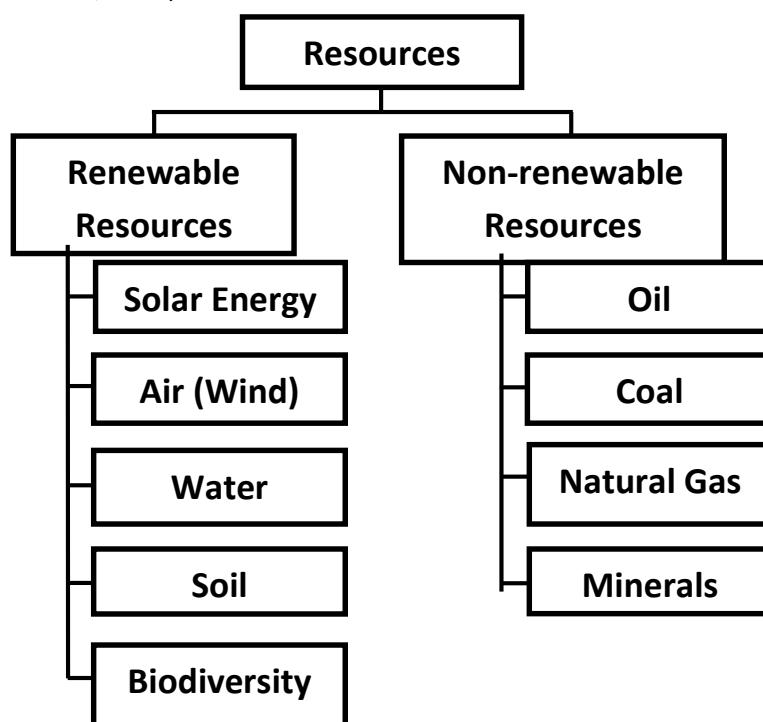 Resources
Renewable
Resources
Solar Energy
Air (Wind)
Water
Soil
Biodiversity
Non-renewable
Resources
Oil
Coal
Natural Gas
Minerals